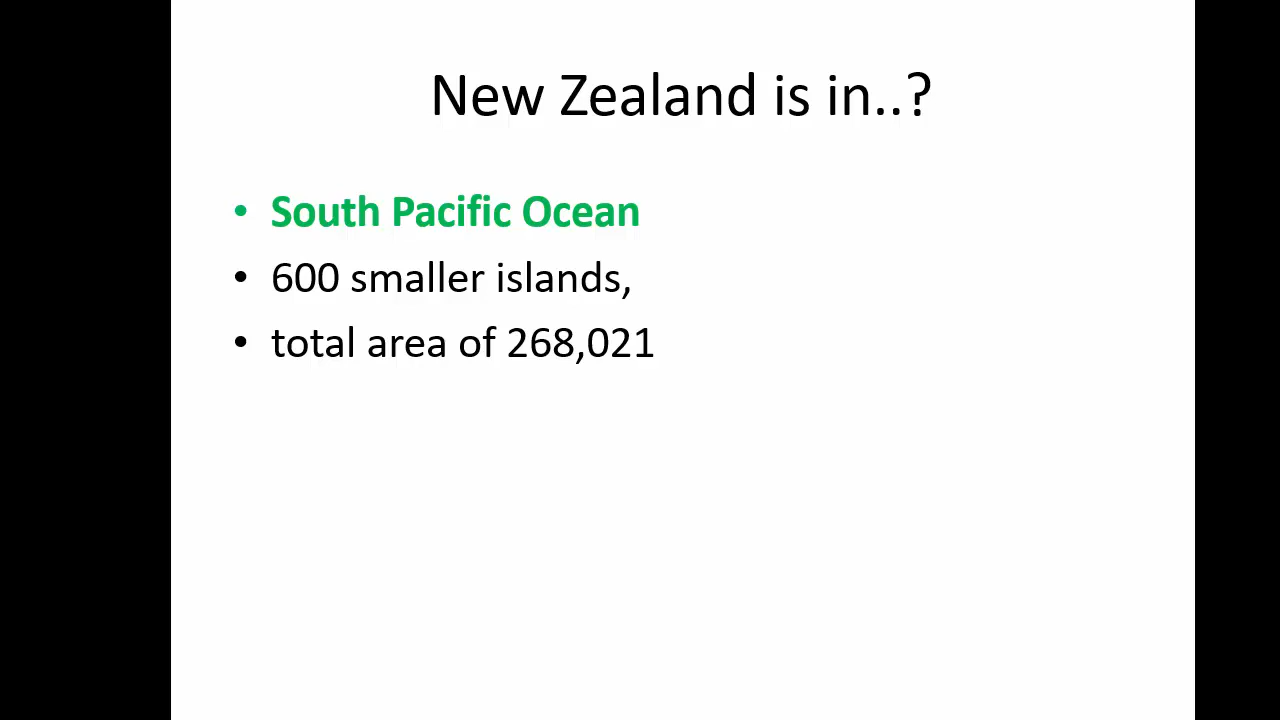 New Zealand is in..?
• South Pacific Ocean
• 600 smaller islands,
• total area of 268,021